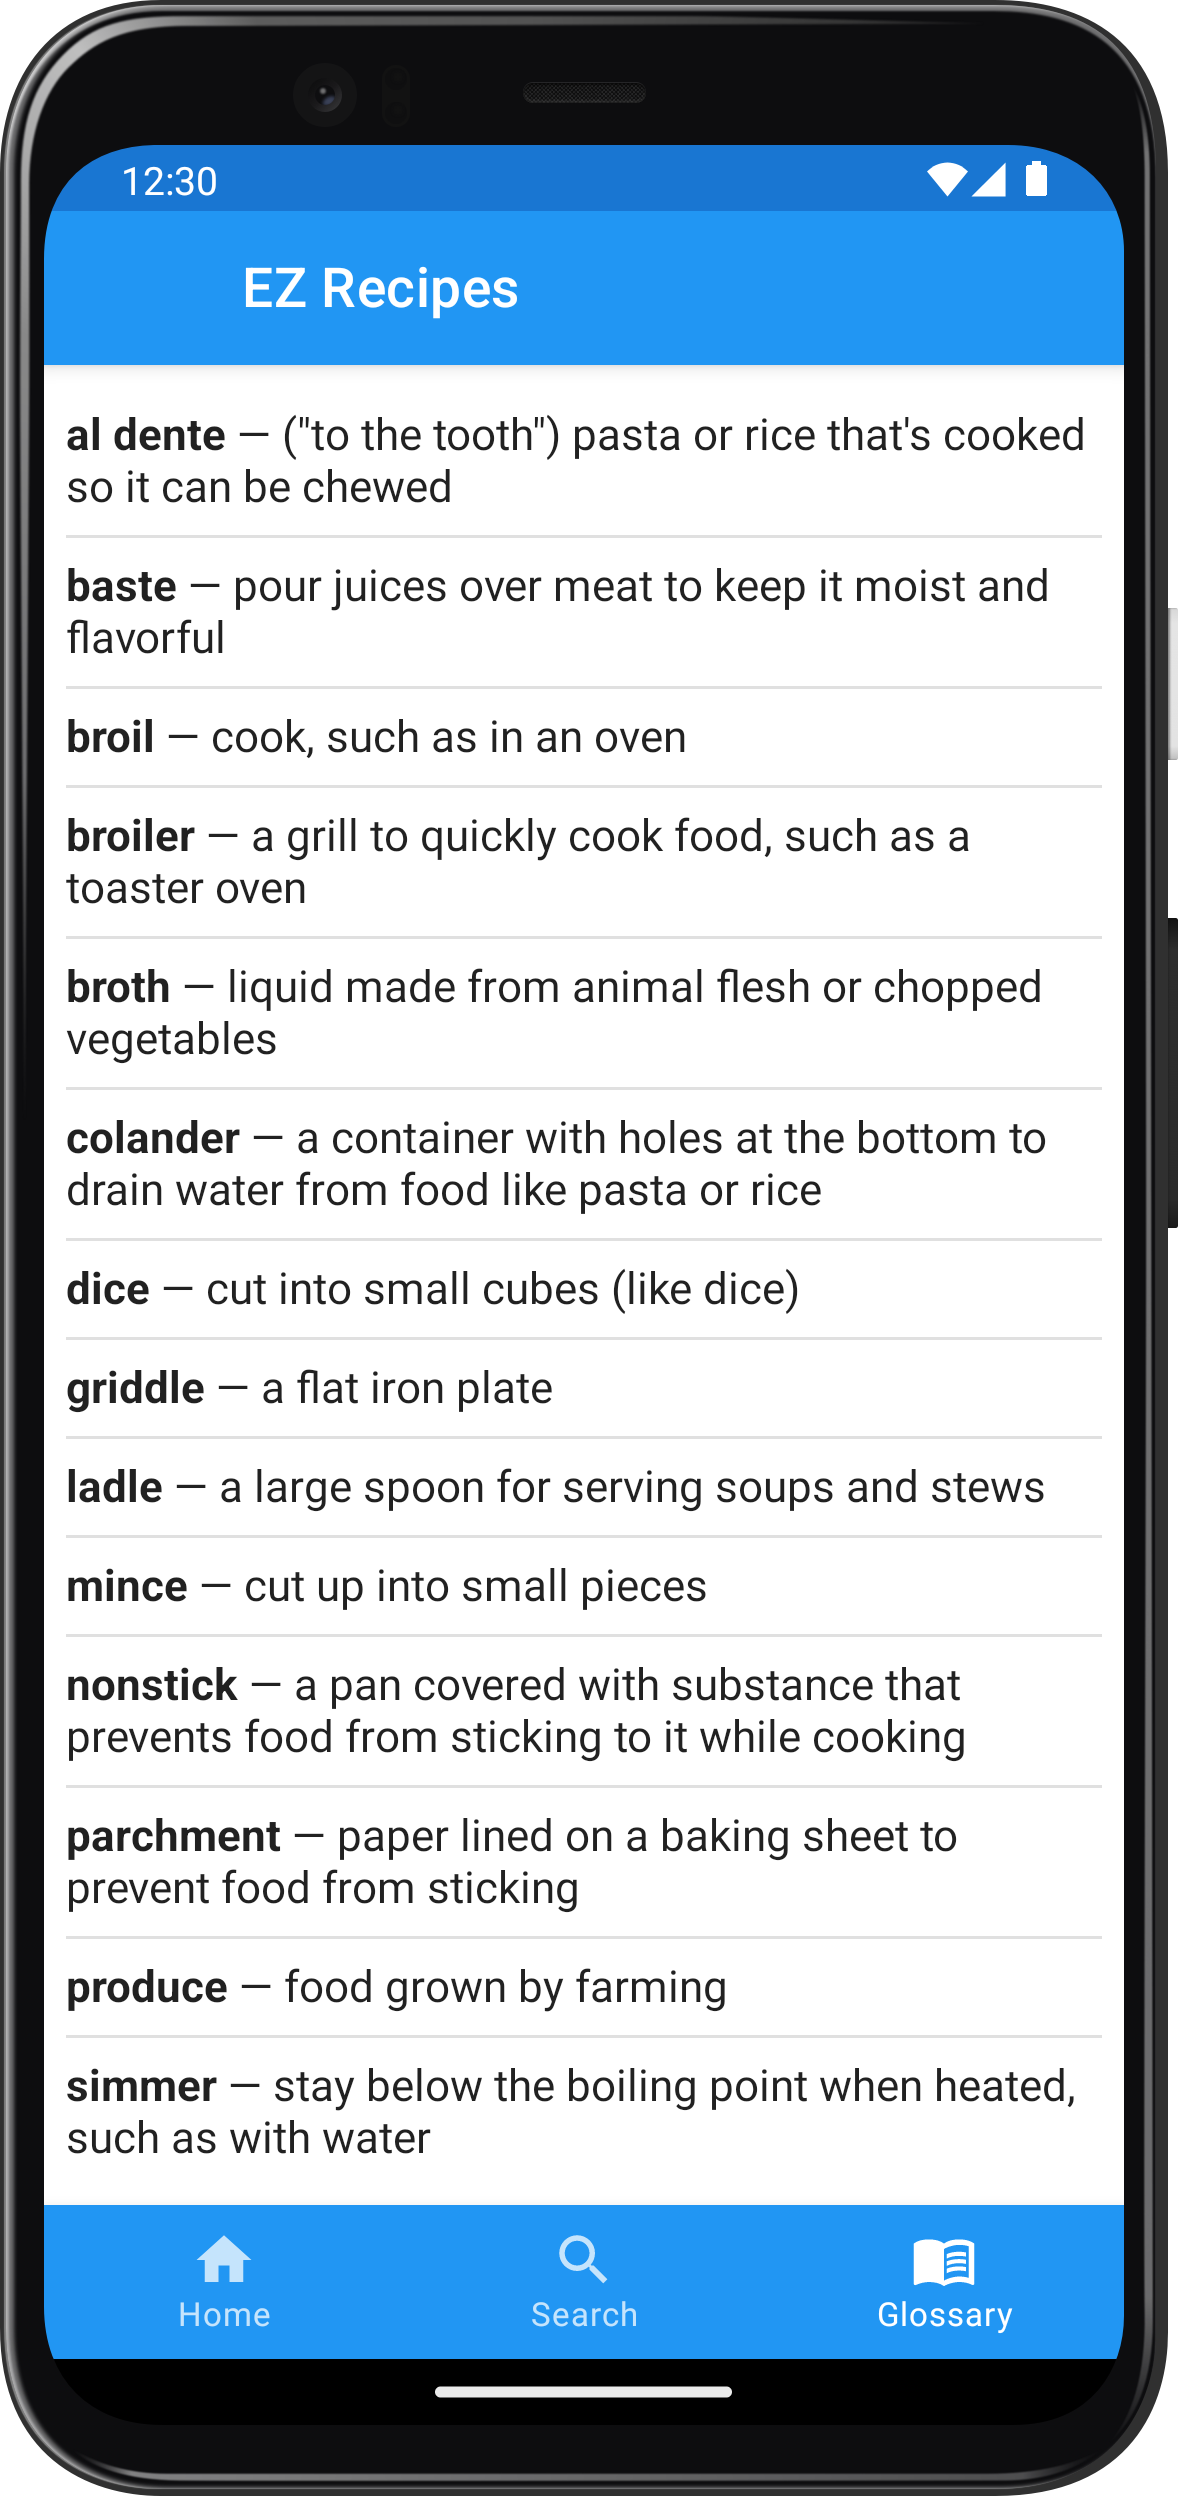 12:30
EZ Recipes
al dente — ("to the tooth") pasta or rice that's cooked
so it can be chewed
baste — pour juices over meat to keep it moist and
flavorful
broil — cook, such as in an oven
broiler — a grill to quickly cook food, such as a
toaster oven
broth — liquid made from animal flesh or chopped
vegetables
colander — a container with holes at the bottom to
drain water from food like pasta or rice
dice — cut into small cubes (like dice)
griddle — a flat iron plate
ladle — a large spoon for serving soups and stews
mince — cut up into small pieces
nonstick — a pan covered with substance that
prevents food from sticking to it while cooking
parchment — paper lined on a baking sheet to
prevent food from sticking
produce — food grown by farming
simmer — stay below the boiling point when heated,
such as with water
Home Search Glossary